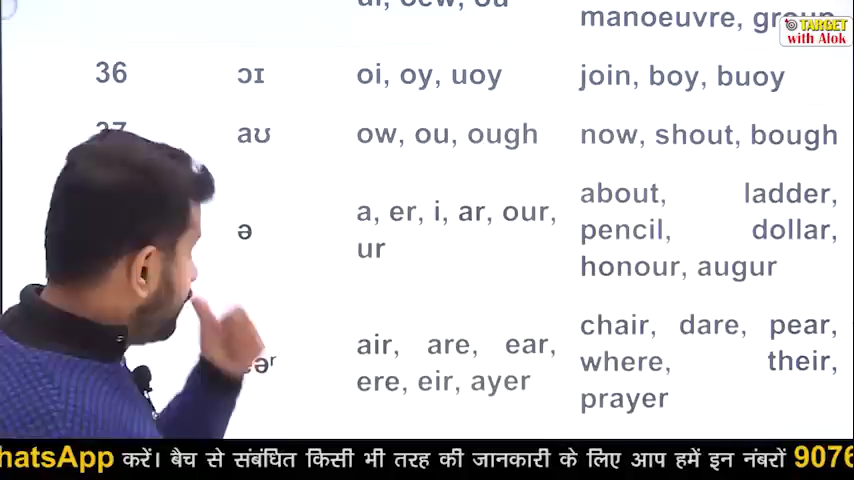 manoeuvre,
TARGET
with Alok
36 ɔɪ oi, oy, uoy join, boy, buoy
aʊ ow, ou, ough now, shout, bough
about, ladder,
ə a, er, i, ar, our, pencil, dollar,
ur
honour, augur
chair, dare, pear,
air, are, ear,
where, their,
ere, eir, ayer
prayer
WhatsApp करें। बैच से संबंधित किसी भी तरह की जानकारी के लिए आप हमें इन नंबरों 9076